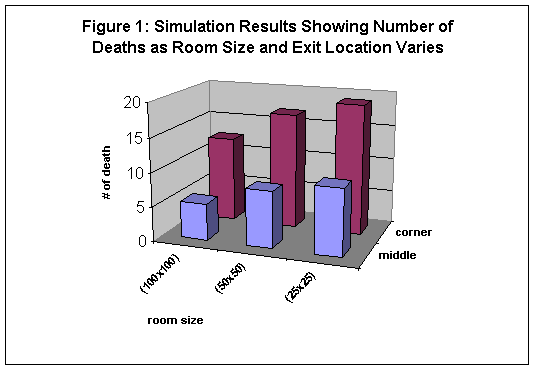 Figure 1: Simulation Results Showing Number of
Deaths as Room Size and Exit Location Varies
20
15
10
5
0
# of death
corner
middle
(100x100)
(50x50)
(25x25)
room size